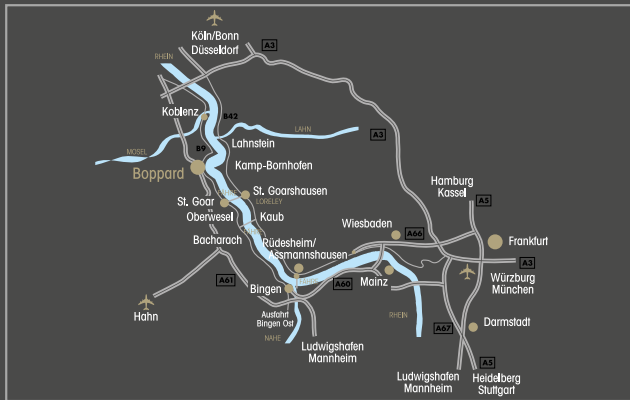 Köln/Bonn
Düsseldorf
A3
RHEIN
Koblenz
B42
LAHN
A3
Lahnstein
MOSEL
B9
Kamp-Bornhofen
Boppard
Hamburg
Kassel
St. Goarshausen
LORELEY
A5
St. Goar
Oberwesel
Kaub
Wiesbaden
A66
Frankfurt
Bacharach
Rüdesheim/
Assmannshausen
A3
Würzburg
München
A61
Bingen
A60
Mainz
Hahn
Ausfahrt
Bingen Ost
RHEIN
A67
Darmstadt
NAHE
Ludwigshafen
Mannheim
A5
Ludwigshafen
Mannheim
Heidelberg
Stuttgart